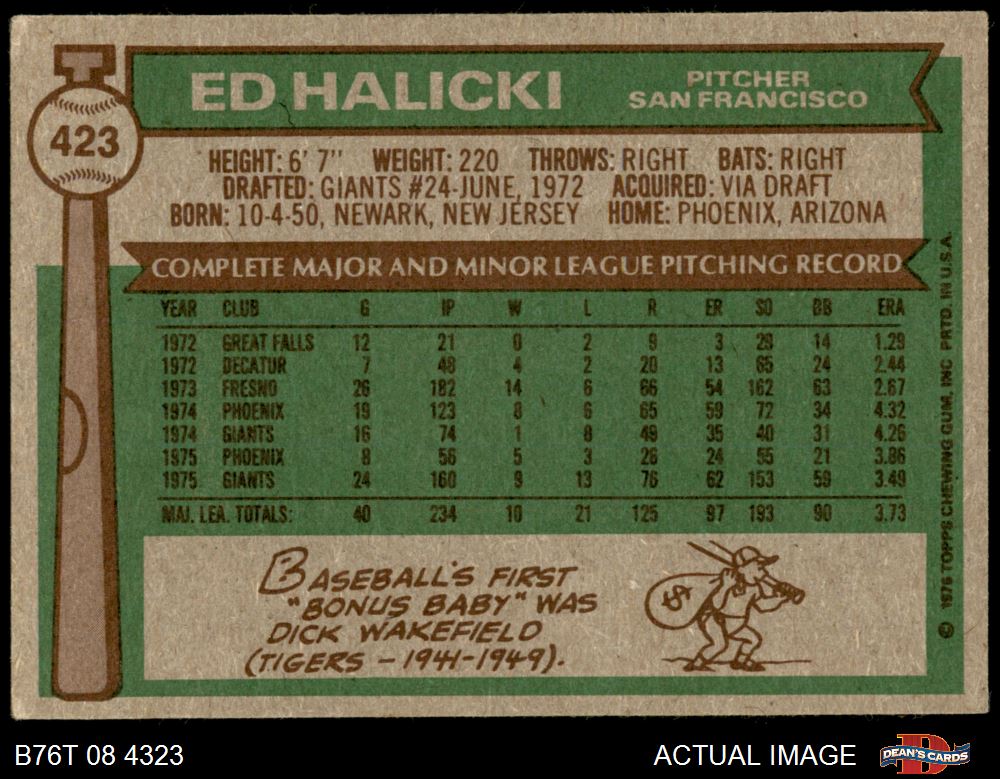 423
ED HALICKI
PITCHER
SAN FRANCISCO
HEIGHT: 6' 7" WEIGHT: 220 THROWS: RIGHT BATS: RIGHT
DRAFTED: GIANTS #24-JUNE, 1972 ACQUIRED: VIA DRAFT
BORN: 10-4-50, NEWARK, NEW JERSEY HOME: PHOENIX, ARIZONA
COMPLETE MAJOR AND MINOR LEAGUE PITCHING RECORD
YEAR CLUB G IP W L R ER SO BB ERA
1972 GREAT FALLS 12 21 0 2 9 3 29 14 1.29
1972 DECATUR 7 48 4 2 20 13 65 24 2.44
1973 FRESNO 26 182 14 6 66 54 162 63 2.67
1974 PHOENIX 19 123 8 6 65 59 72 34 4.32
1974 GIANTS 16 74 1 8 49 35 40 31 4.26
1975 PHOENIX 8 56 5 3 26 24 55 21 3.86
1975 GIANTS 24 160 9 13 76 62 153 59 3.49
MAJ. LEA. TOTALS: 40 234 10 21 125 97 193 90 3.73
BASEBALL'S FIRST
"BONUS BABY" WAS
DICK WAKEFIELD
(TIGERS - 1941-1949).
$
© 1976 TOPPS CHEWING GUM, INC PRTD. IN U.S.A.
B76T 08 4323
ACTUAL IMAGE
D
DEAN'S CARDS